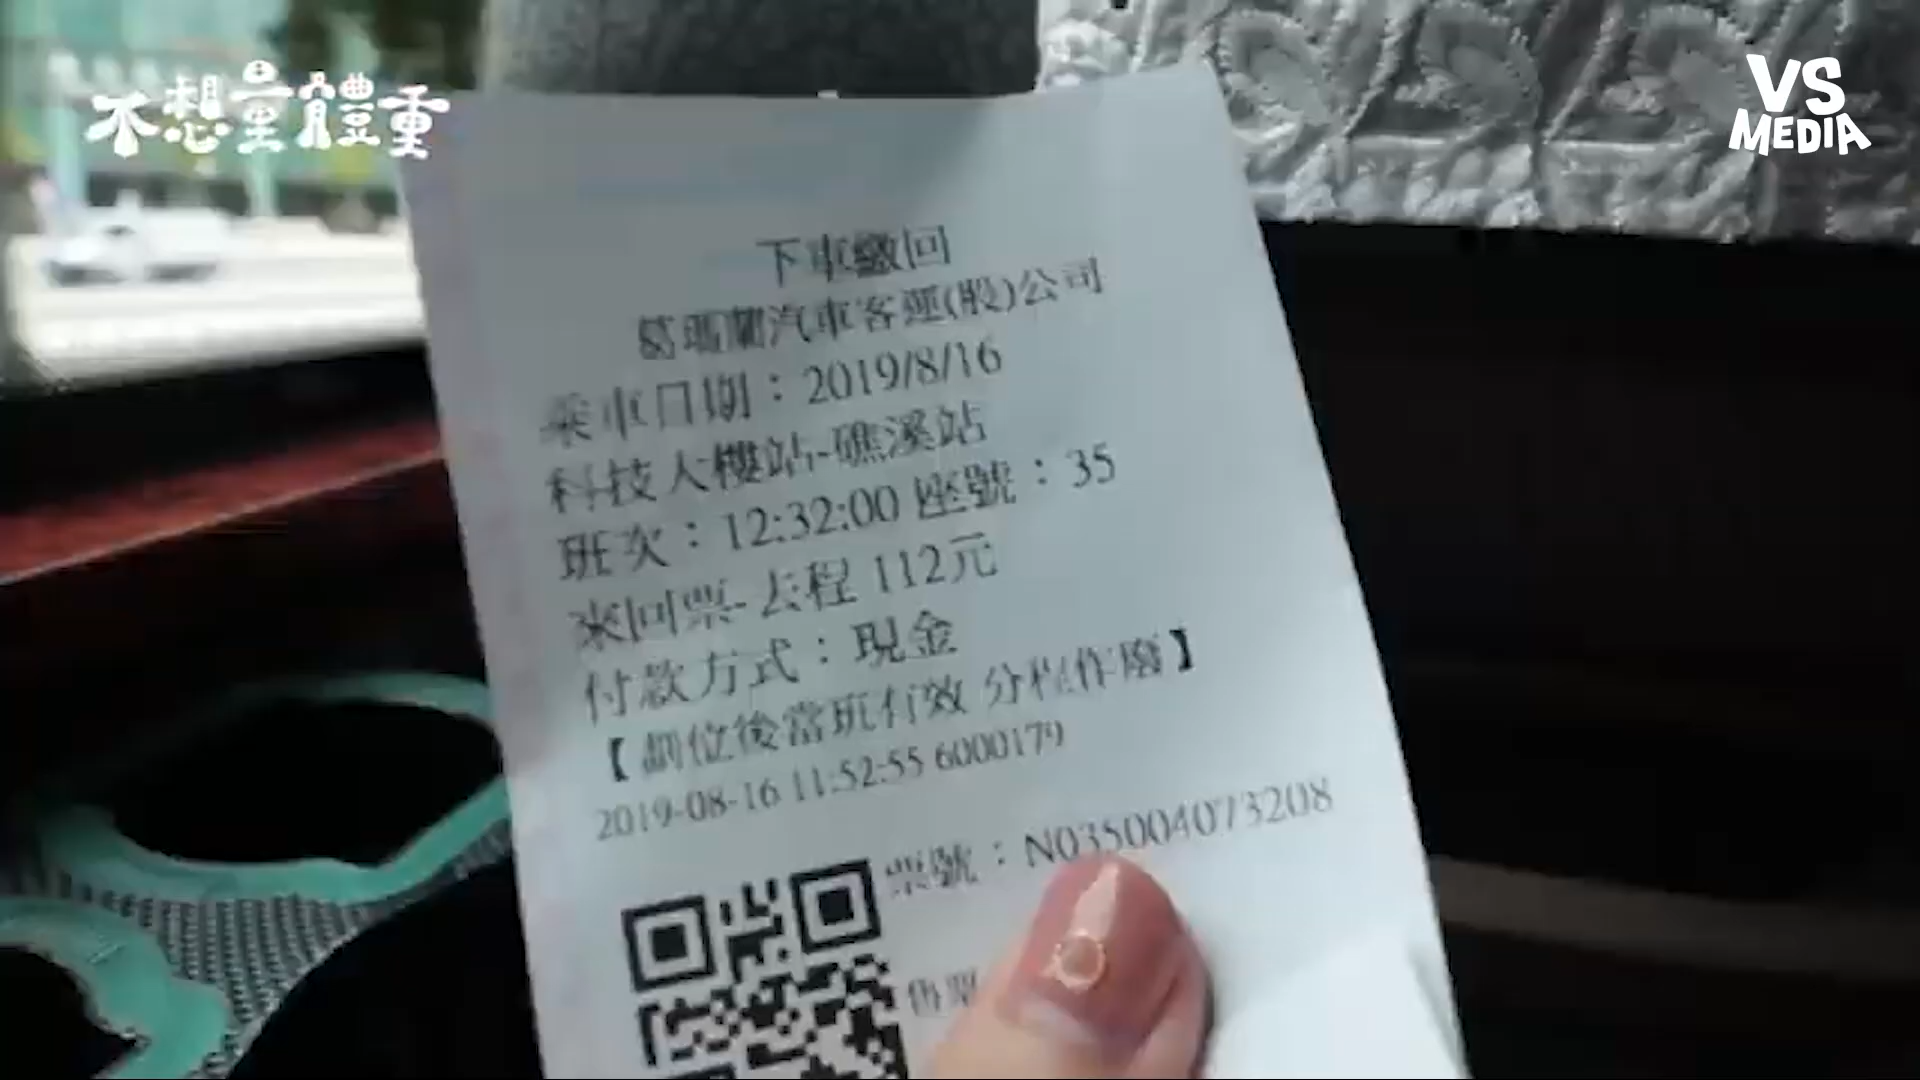 不想量體重
VS
MEDIA
下車繳回
葛瑪蘭汽車客運(股)公司
乘車日期：2019/8/16
科技大樓站-礁溪站
班次：12:32:00 座號：35
來回票-去程 112元
付款方式：現金
【劃位後當班有效 分程作廢】
2019-08-16 11:52:55 6000179
票號：N035004073208
售票